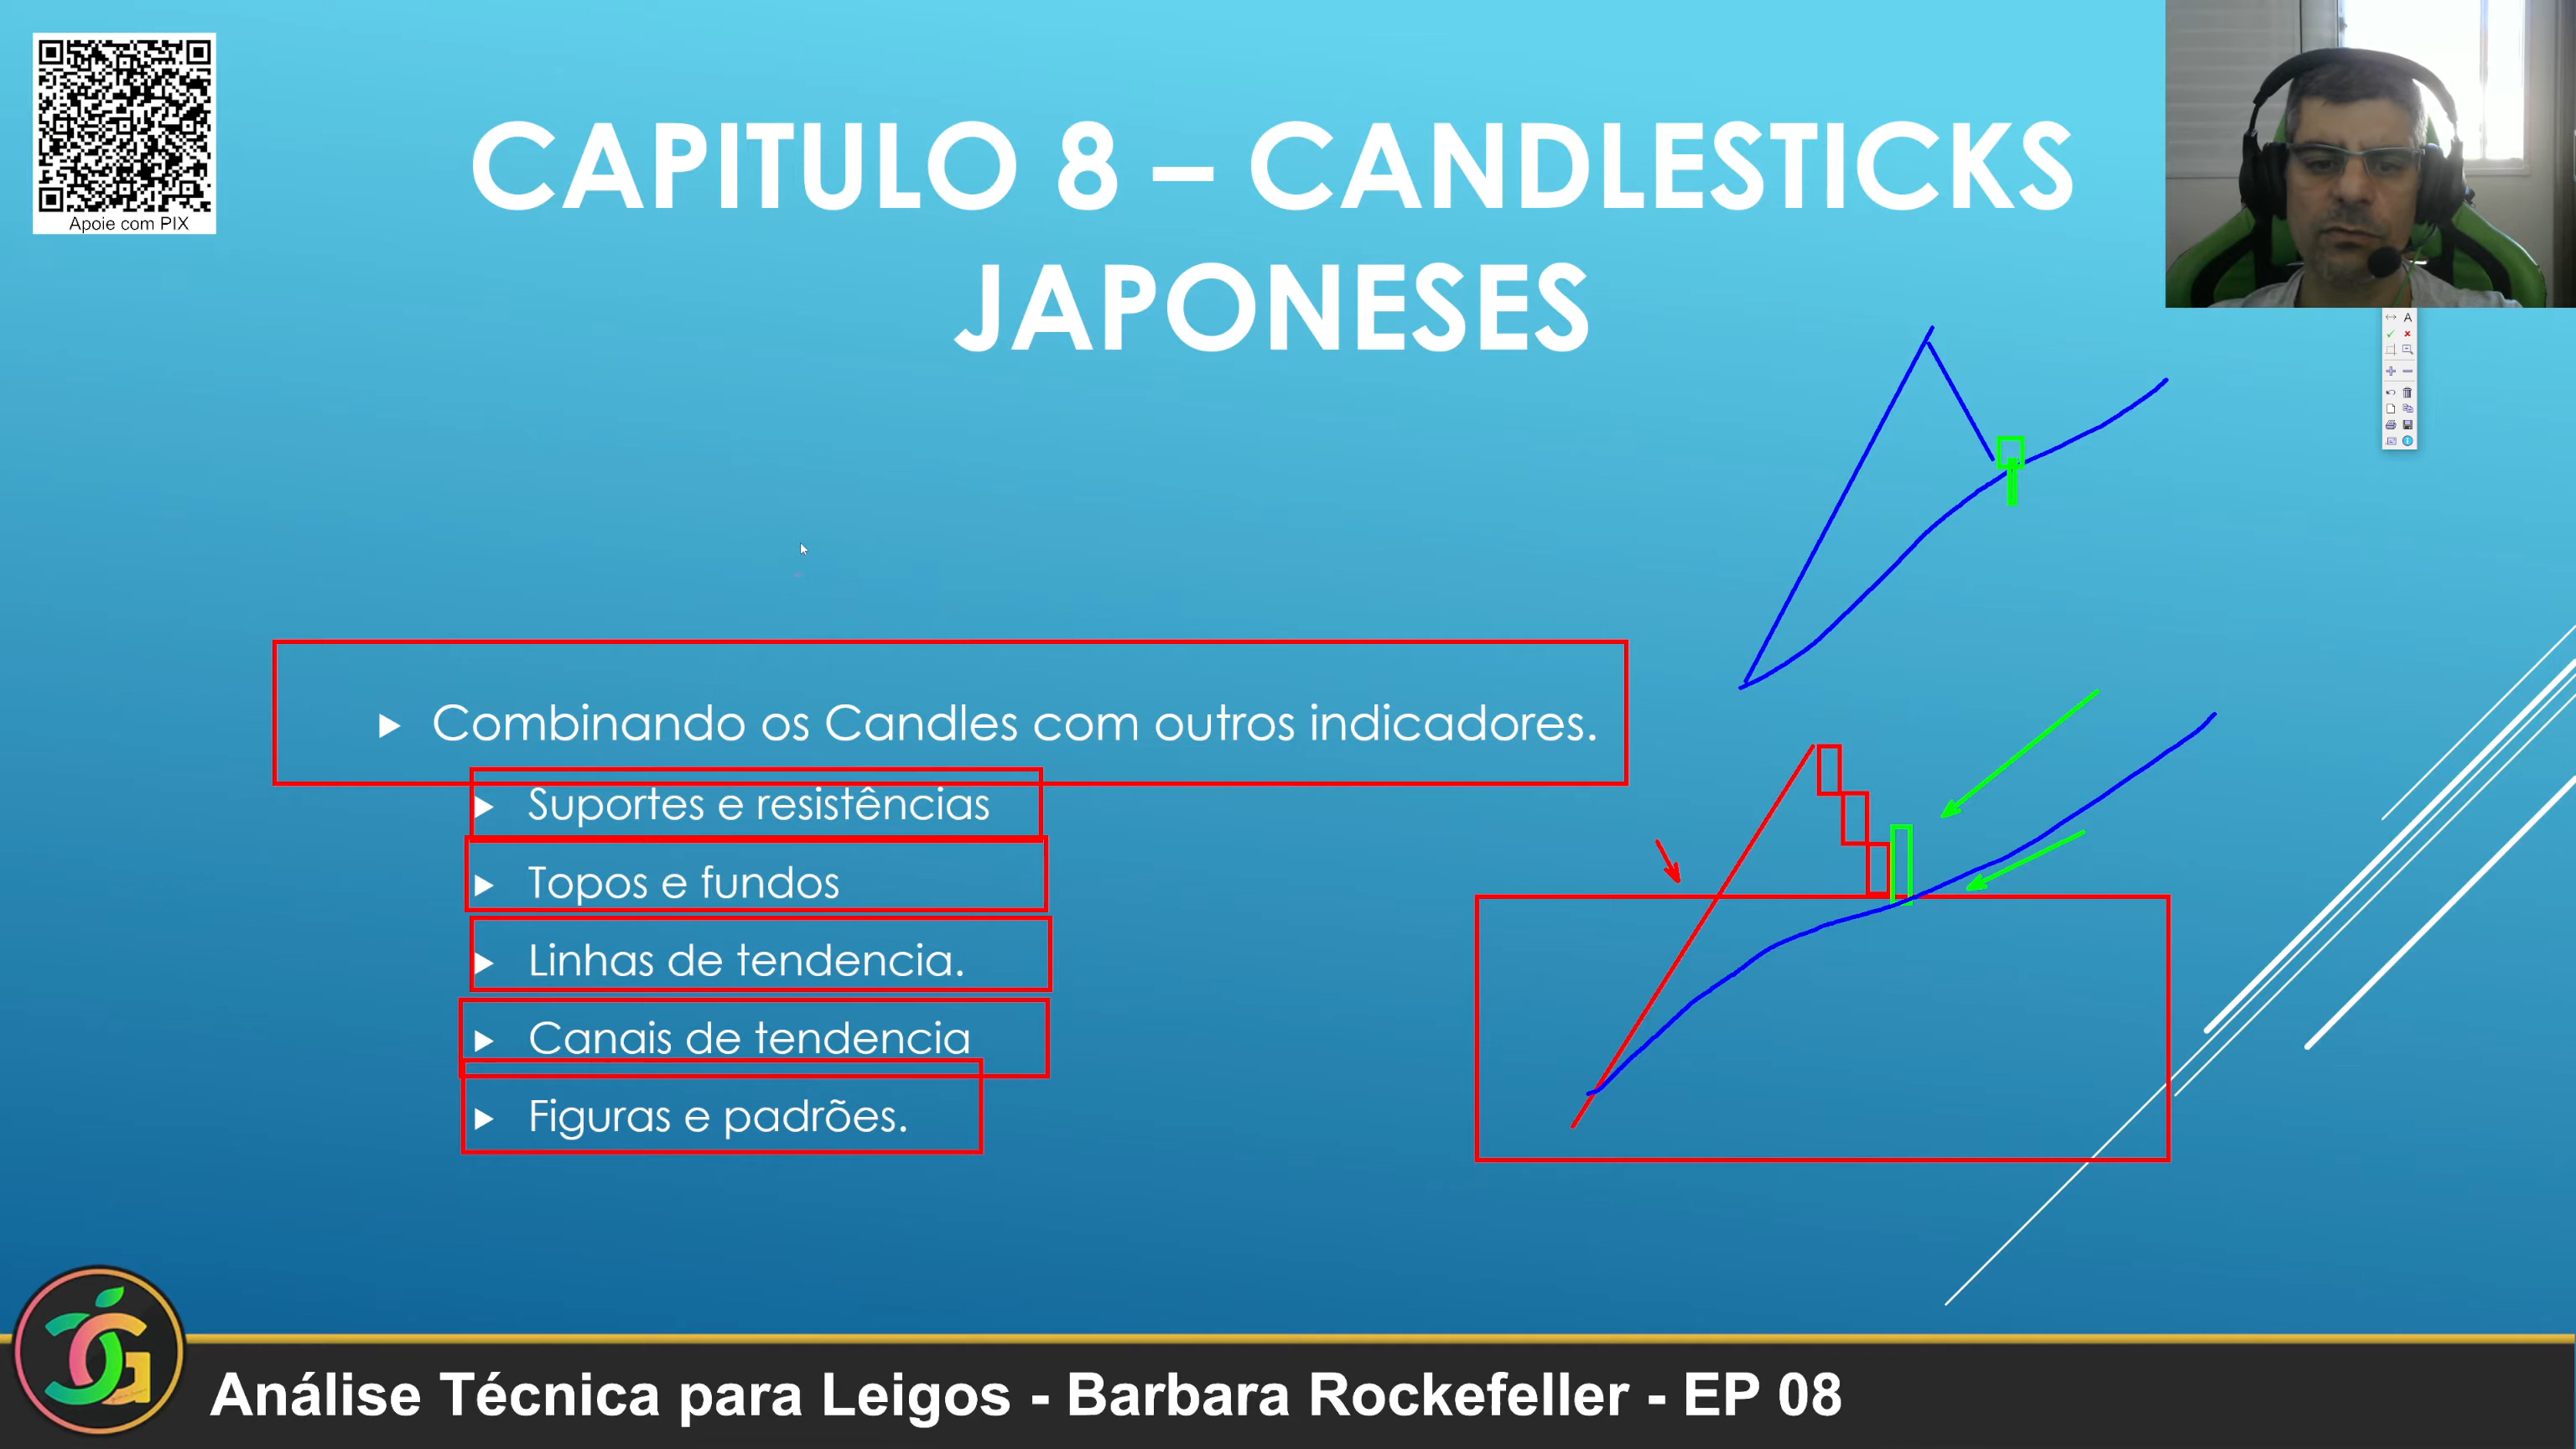 Apoie com PIX
CAPITULO 8 – CANDLESTICKS
JAPONESES
A
Combinando os Candles com outros indicadores.
Suportes e resistências
Topos e fundos
Linhas de tendencia.
Canais de tendencia
Figuras e padrões.
Análise Técnica para Leigos - Barbara Rockefeller - EP 08